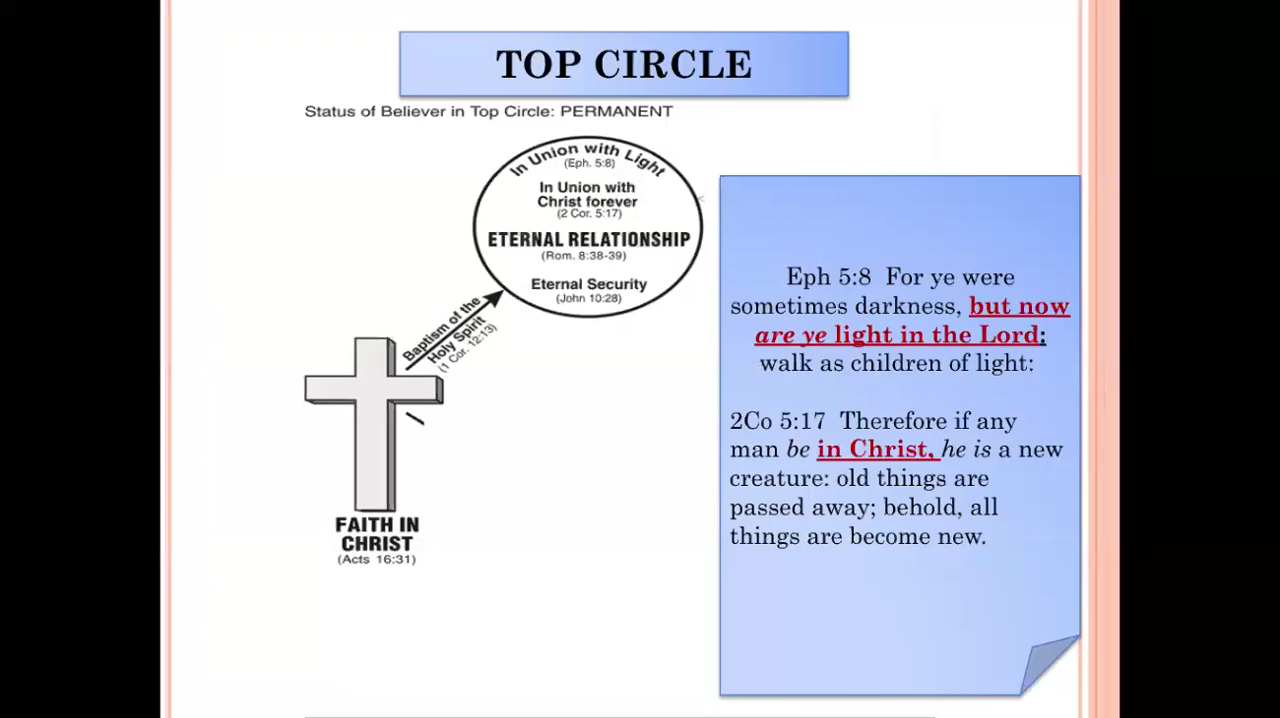 TOP CIRCLE
Status of Believer in Top Circle: PERMANENT
In Union with Light
(Eph. 5:8)
In Union with
Christ forever
(2 Cor. 5:17)
ETERNAL RELATIONSHIP
(Rom. 8:38-39)
Eternal Security
(John 10:28)
Baptism of the
Holy Spirit
(1 Cor. 12:13)
FAITH IN
CHRIST
(Acts 16:31)
Eph 5:8 For ye were
sometimes darkness, but now
are ye light in the Lord;
walk as children of light:
2Co 5:17 Therefore if any
man be in Christ, he is a new
creature: old things are
passed away; behold, all
things are become new.